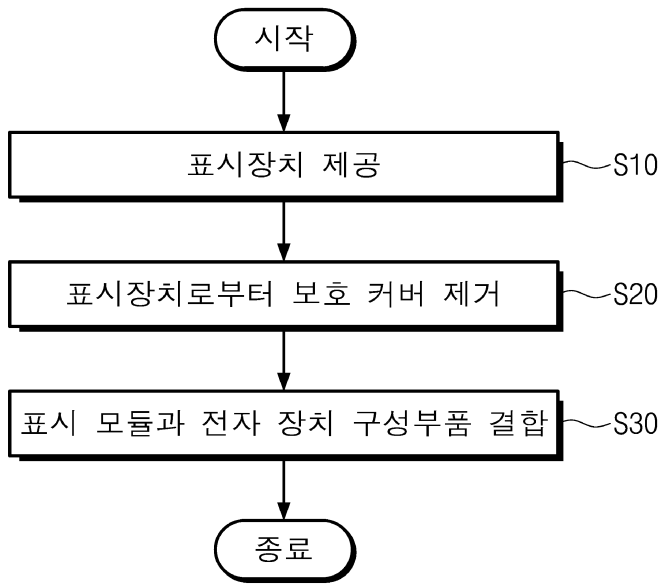 시작
표시장치 제공
S10
표시장치로부터 보호 커버 제거
S20
표시 모듈과 전자 장치 구성부품 결합
S30
종료